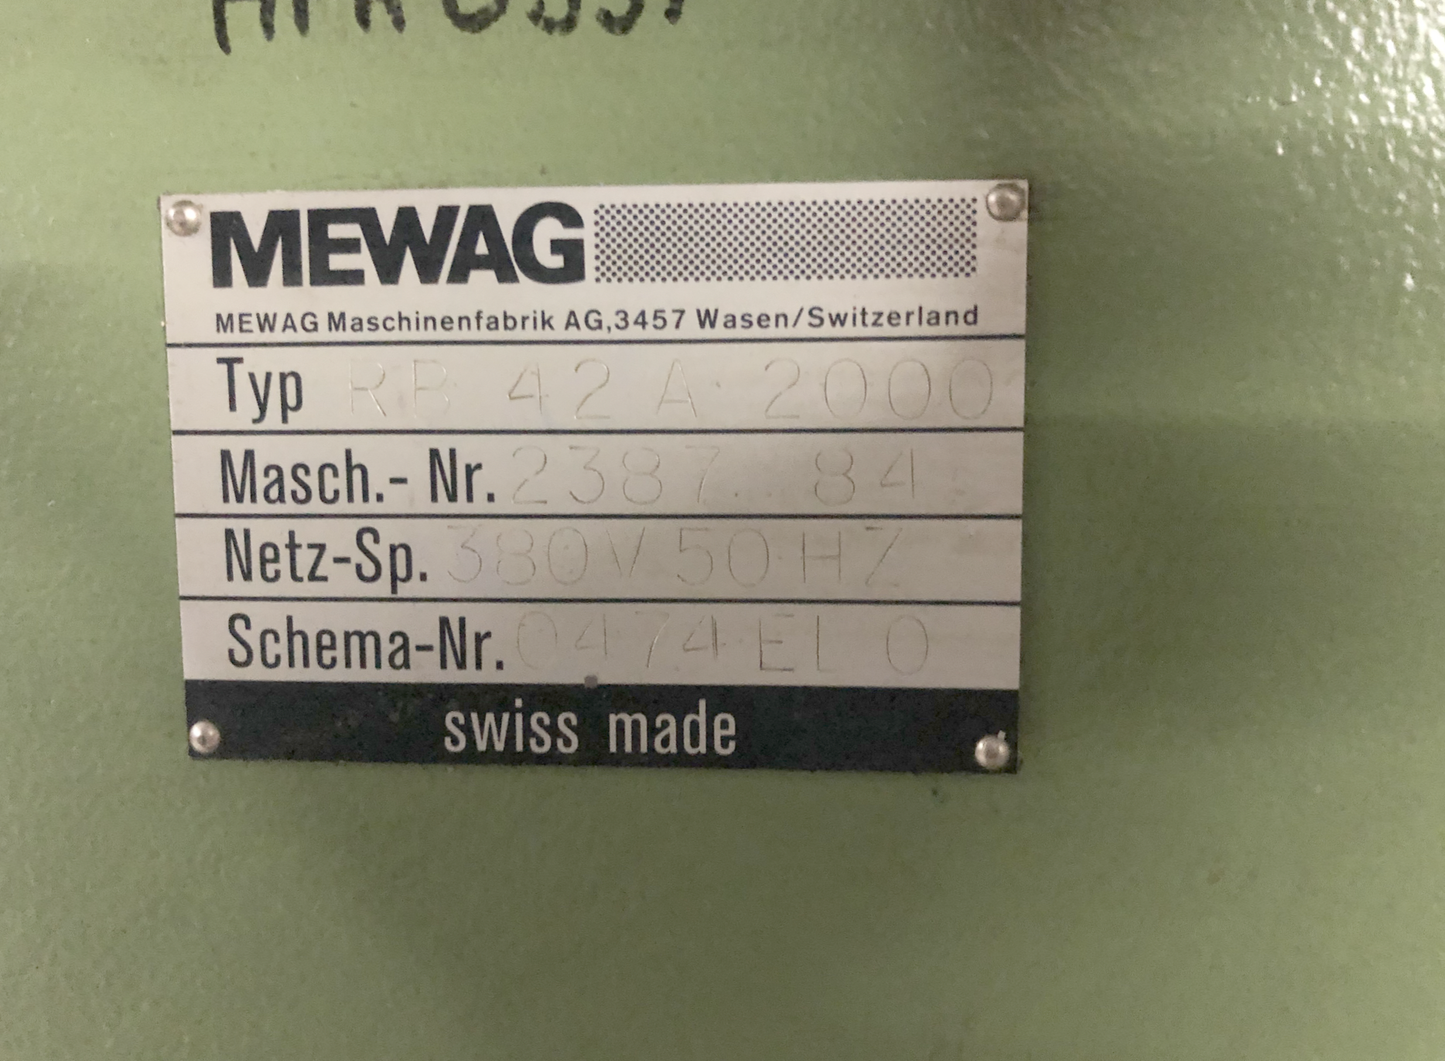 MEWAG
MEWAG Maschinenfabrik AG,3457 Wasen/Switzerland
Typ RB 42 A 2000
Masch.- Nr. 2387 84
Netz-Sp. 380V 50 HZ
Schema-Nr. 0474 EL 0
swiss made